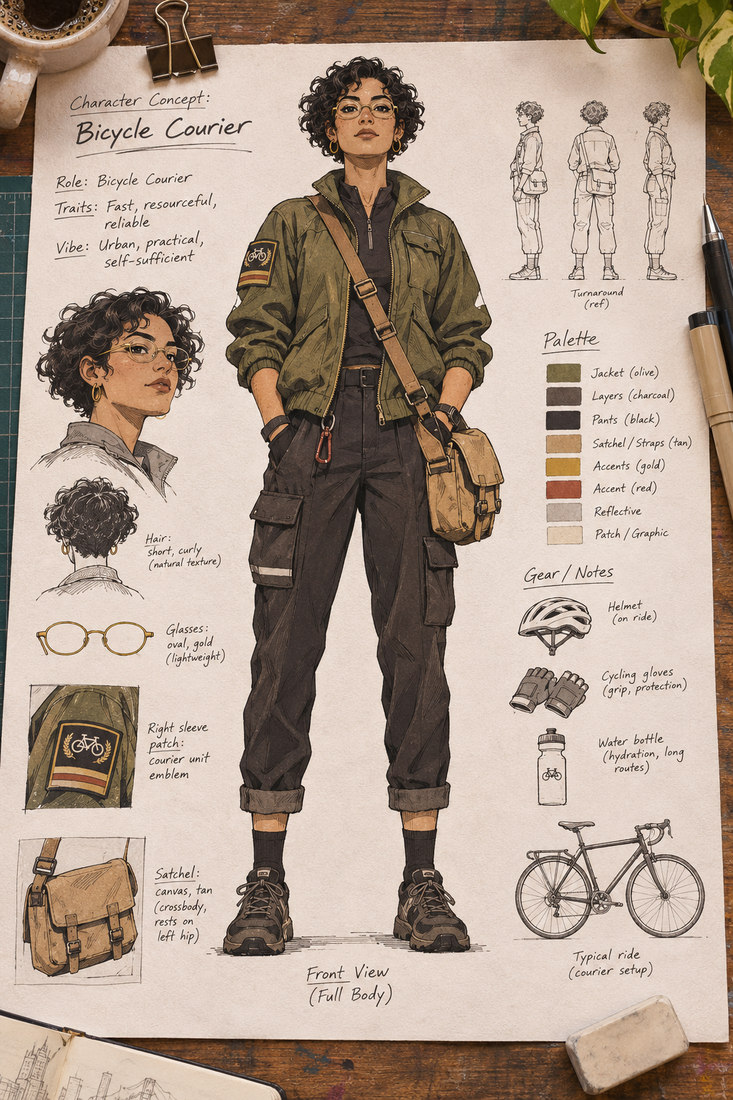 Character Concept:
Bicycle Courier
Role: Bicycle Courier
Traits: Fast, resourceful,
reliable
Vibe: Urban, practical,
self-sufficient
Hair:
short, curly
(natural texture)
Glasses:
oval, gold
(lightweight)
Right sleeve
patch:
courier unit
emblem
Satchel:
canvas, tan
(crossbody,
rests on
left hip)
Front View
(Full Body)
Turnaround
(ref)
Palette
Jacket (olive)
Layers (charcoal)
Pants (black)
Satchel / Straps (tan)
Accents (gold)
Accent (red)
Reflective
Patch / Graphic
Gear / Notes
Helmet
(on ride)
Cycling gloves
(grip, protection)
Water bottle
(hydration, long
routes)
Typical ride
(courier setup)